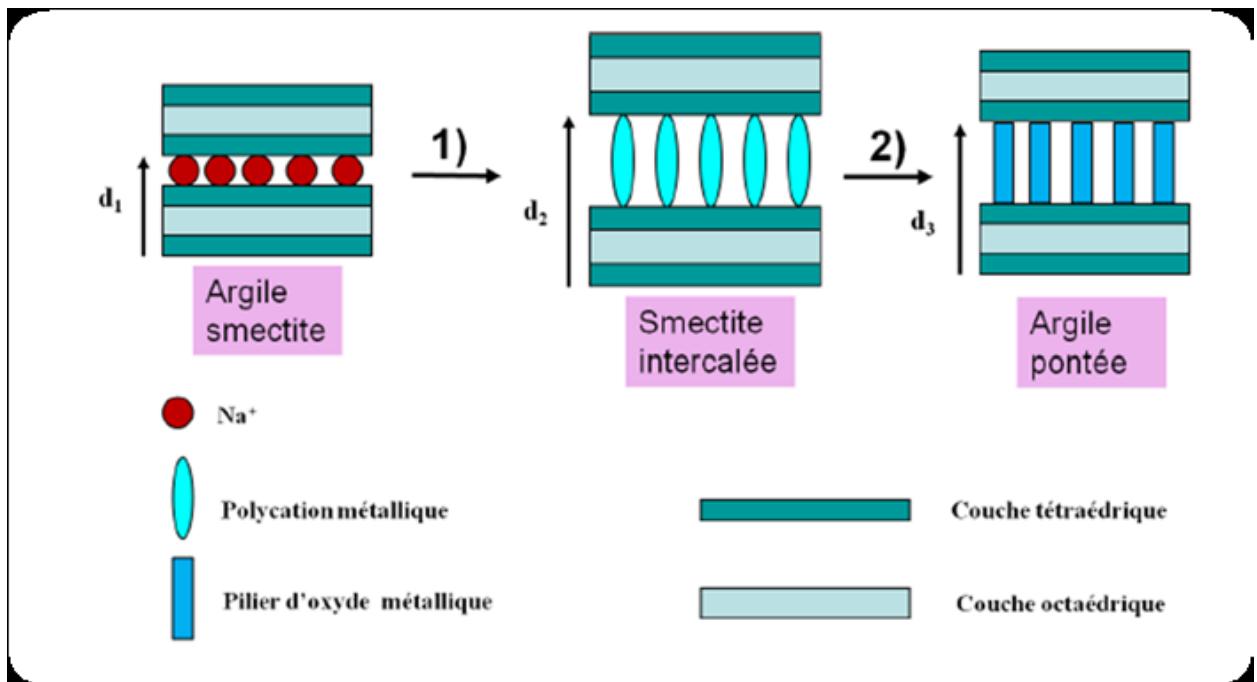 1)
2)
d₁
d₂
d₃
Argile
smectite
Smectite
intercalée
Argile
pontée
Na⁺
Polycation métallique
Couche tétraédrique
Pilier d’oxyde métallique
Couche octaédrique